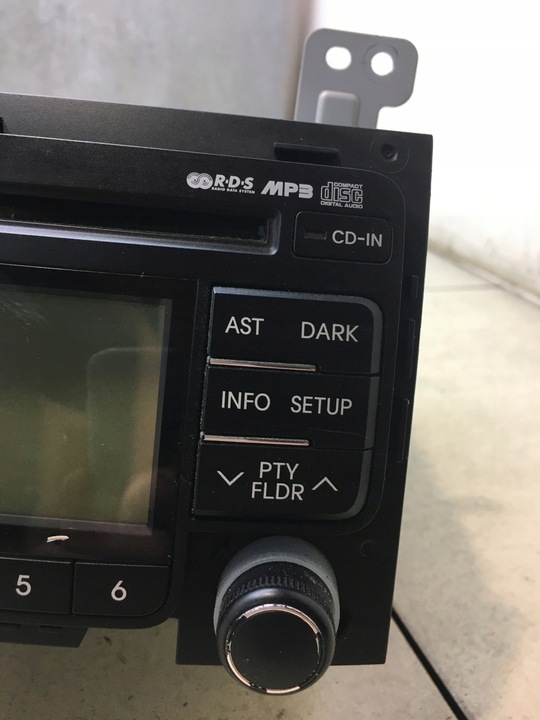 R·D·S MP3 COMPACT disc
RADIO DATA SYSTEM DIGITAL AUDIO
CD-IN
AST DARK
INFO SETUP
PTY
FLDR
5 6